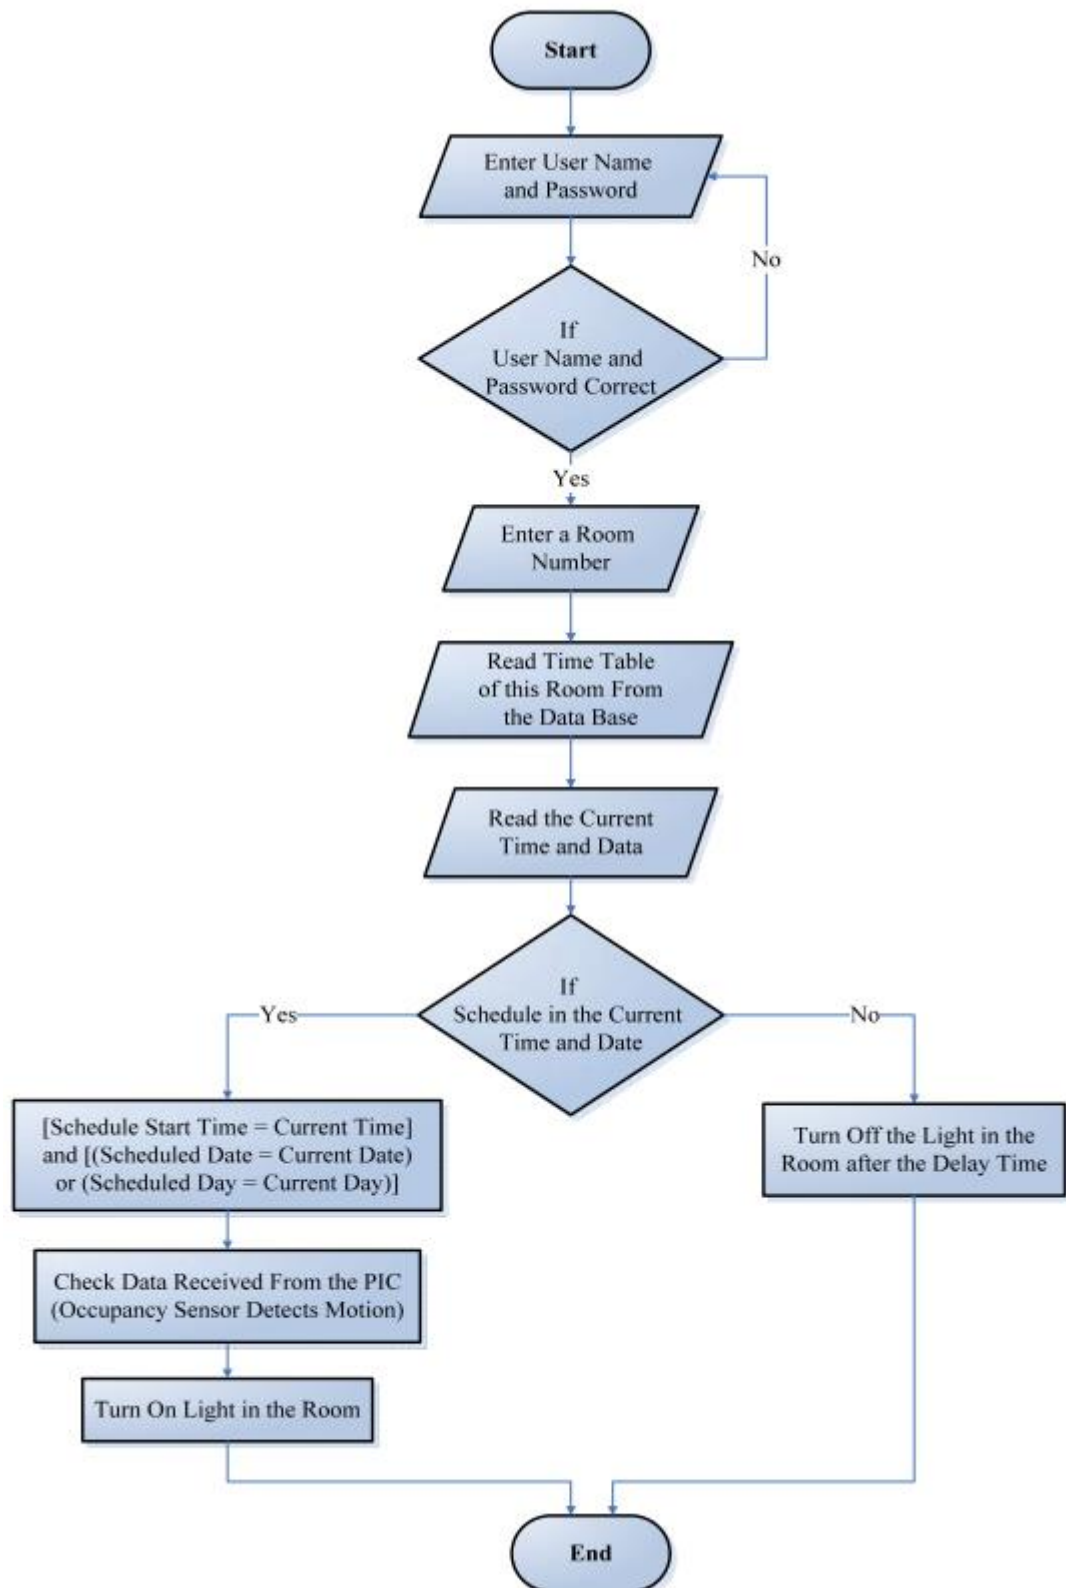 Start
Enter User Name
and Password
No
If
User Name and
Password Correct
Yes
Enter a Room
Number
Read Time Table
of this Room From
the Data Base
Read the Current
Time and Data
If
Schedule in the Current
Time and Date
Yes
No
[Schedule Start Time = Current Time]
and [(Scheduled Date = Current Date)
or (Scheduled Day = Current Day)]
Turn Off the Light in the
Room after the Delay Time
Check Data Received From the PIC
(Occupancy Sensor Detects Motion)
Turn On Light in the Room
End